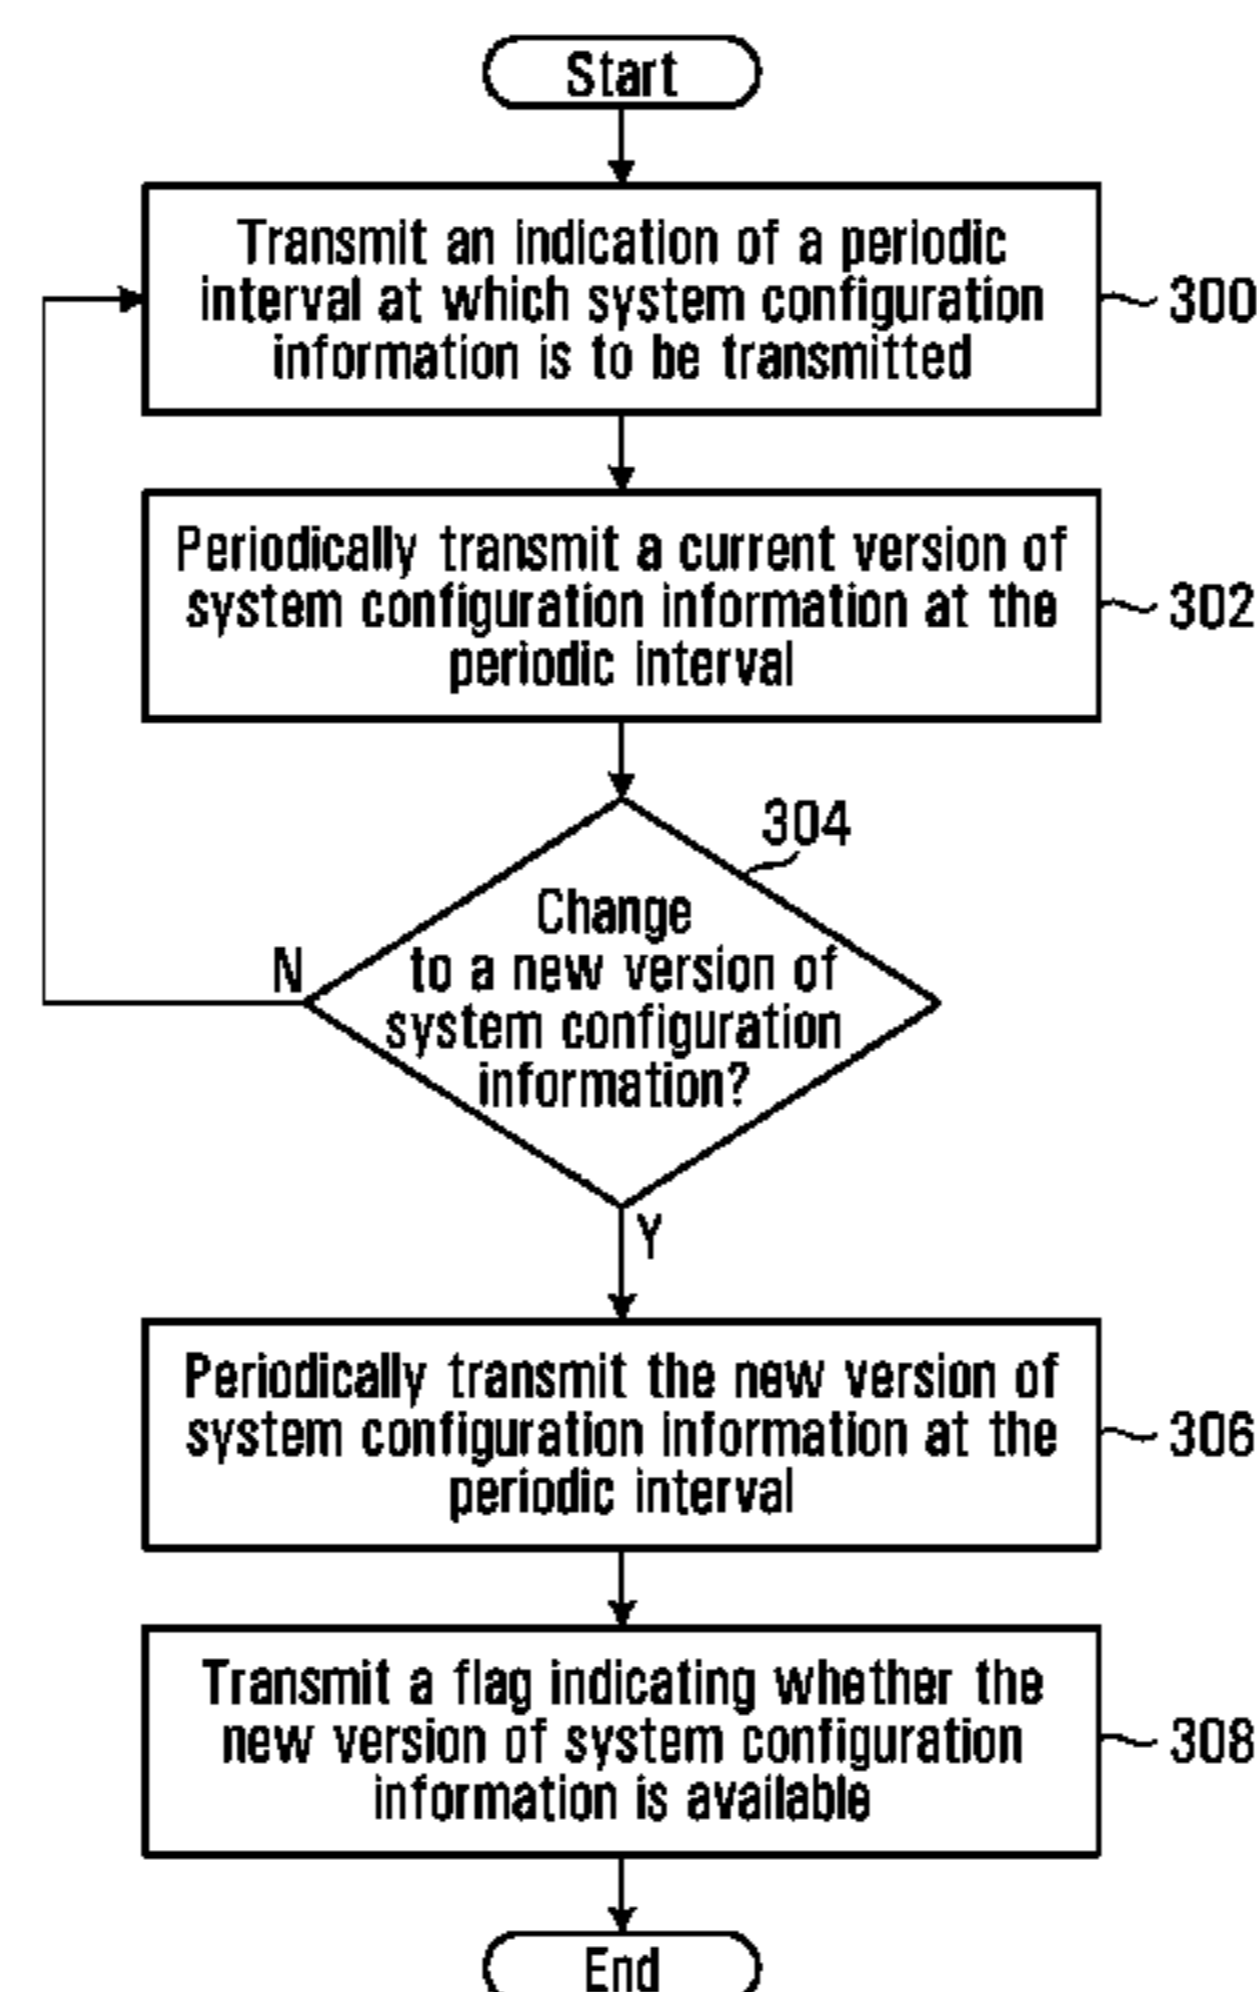 Start
Transmit an indication of a periodic
interval at which system configuration
information is to be transmitted
300
Periodically transmit a current version of
system configuration information at the
periodic interval
302
304
Change
to a new version of
system configuration
information?
N
Y
Periodically transmit the new version of
system configuration information at the
periodic interval
306
Transmit a flag indicating whether the
new version of system configuration
information is available
308
End